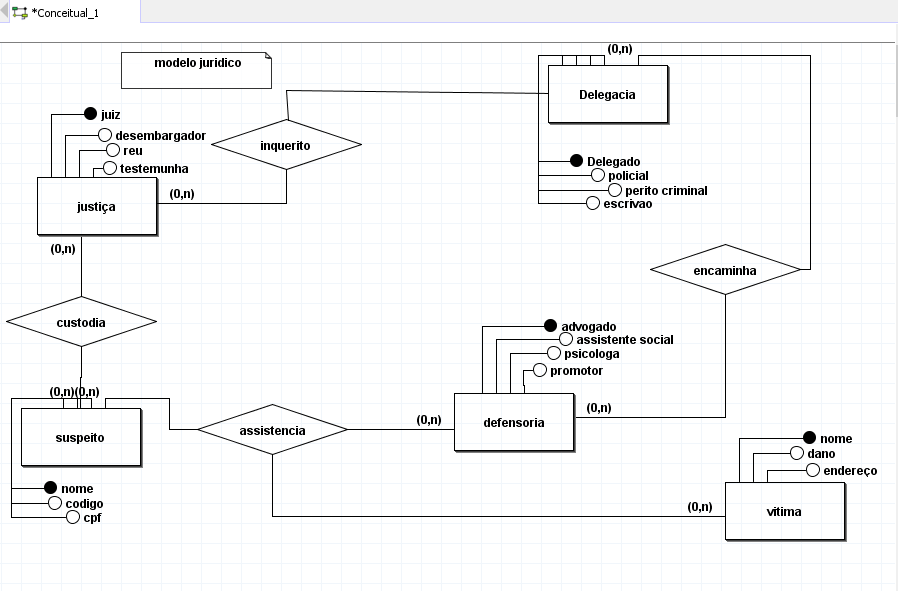 *Conceitual_1
(0,n)
modelo juridico
Delegacia
juiz
desembargador
reu
testemunha
inquerito
Delegado
policial
perito criminal
escrivao
(0,n)
justiça
(0,n)
encaminha
custodia
advogado
assistente social
psicologa
promotor
(0,n)(0,n)
(0,n)
(0,n)
suspeito
assistencia
defensoria
nome
dano
endereço
nome
codigo
cpf
(0,n)
vitima